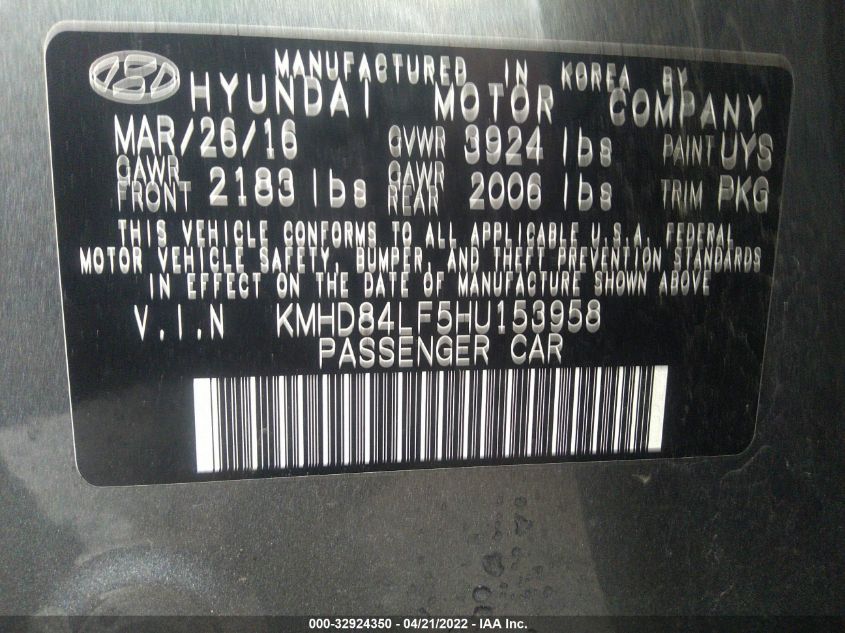 MANUFACTURED IN KOREA BY
HYUNDAI MOTOR COMPANY
MAR/26/16 GVWR 3924 lbs PAINT UYS
GAWR FRONT 2183 lbs GAWR REAR 2006 lbs TRIM PKG
THIS VEHICLE CONFORMS TO ALL APPLICABLE U.S.A. FEDERAL
MOTOR VEHICLE SAFETY, BUMPER, AND THEFT PREVENTION STANDARDS
IN EFFECT ON THE DATE OF MANUFACTURE SHOWN ABOVE
V.I.N KMHD84LF5HU153958
PASSENGER CAR
000-32924350 - 04/21/2022 - IAA Inc.